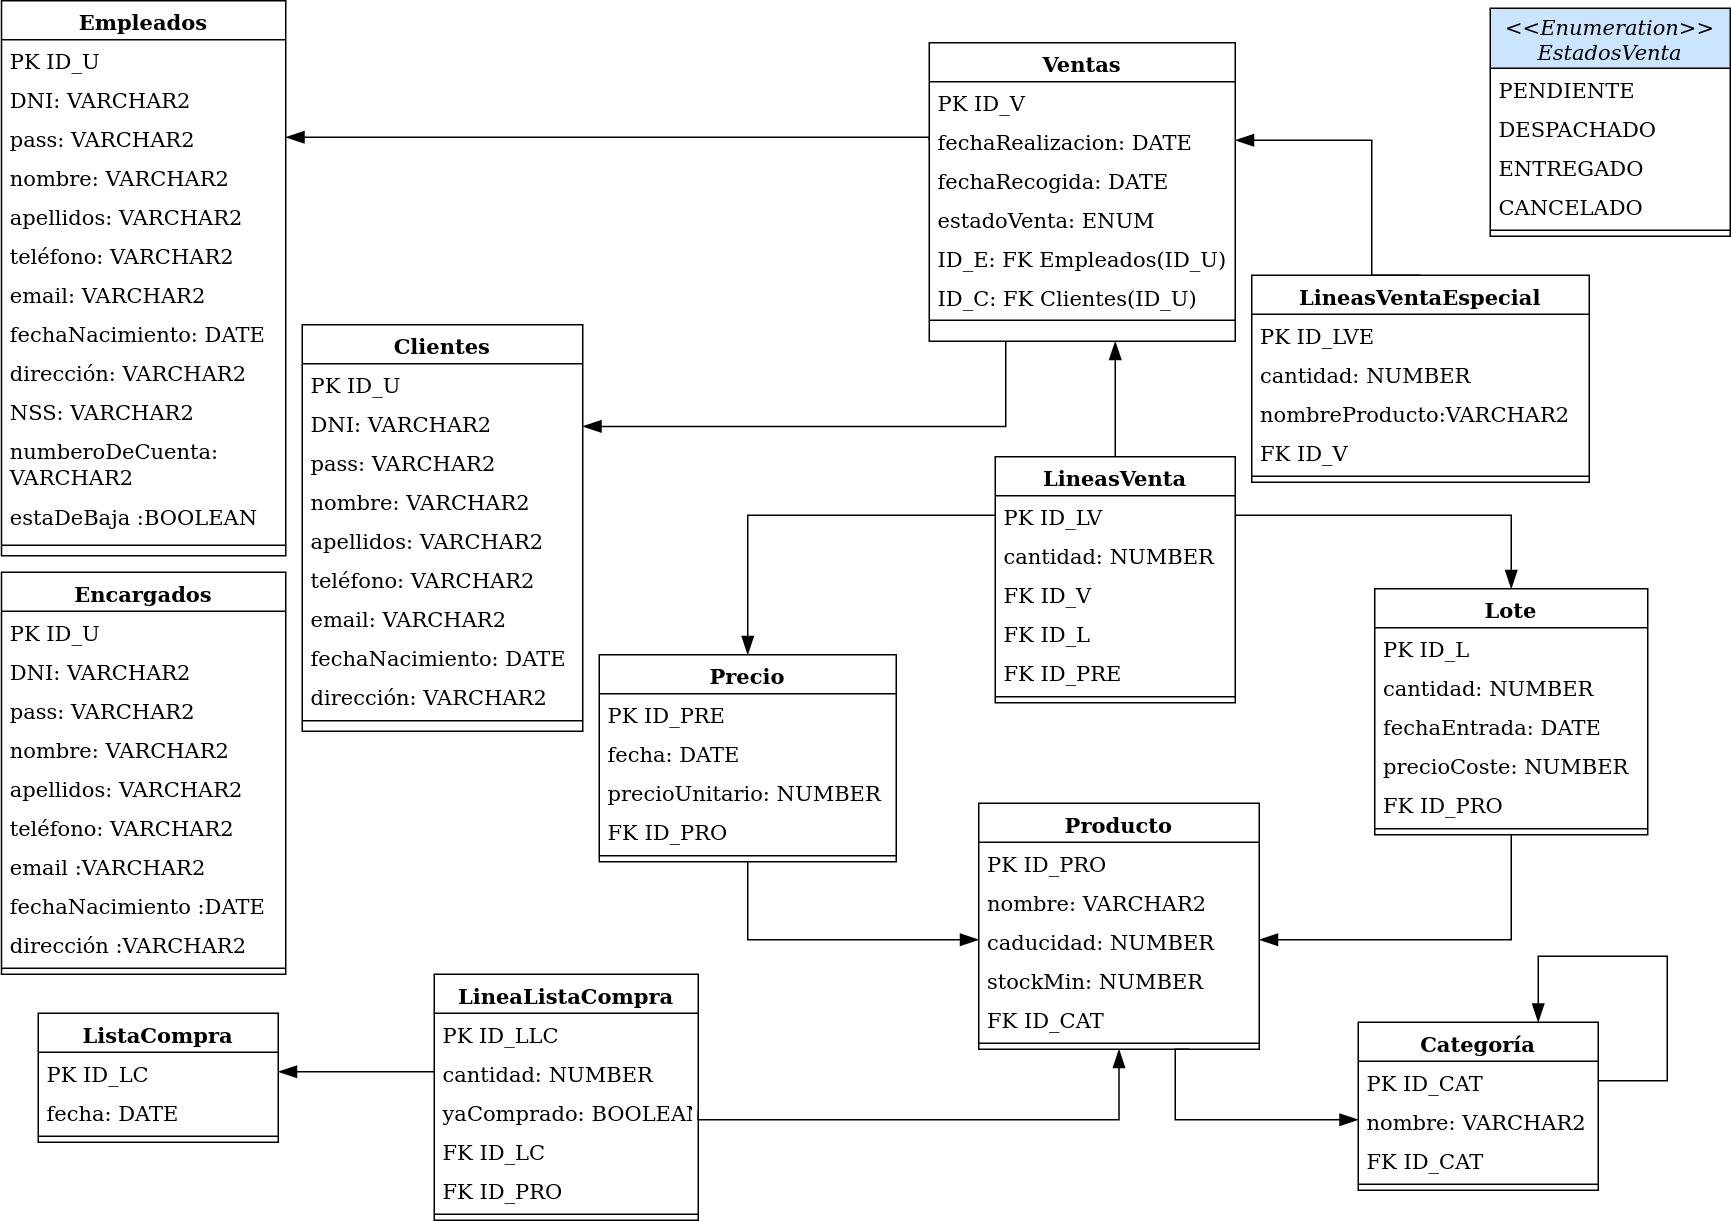 Empleados
PK ID_U
DNI: VARCHAR2
pass: VARCHAR2
nombre: VARCHAR2
apellidos: VARCHAR2
teléfono: VARCHAR2
email: VARCHAR2
fechaNacimiento: DATE
dirección: VARCHAR2
NSS: VARCHAR2
numberoDeCuenta:
VARCHAR2
estaDeBaja :BOOLEAN
Ventas
PK ID_V
fechaRealizacion: DATE
fechaRecogida: DATE
estadoVenta: ENUM
ID_E: FK Empleados(ID_U)
ID_C: FK Clientes(ID_U)
<<Enumeration>>
EstadosVenta
PENDIENTE
DESPACHADO
ENTREGADO
CANCELADO
LineasVentaEspecial
PK ID_LVE
cantidad: NUMBER
nombreProducto:VARCHAR2
FK ID_V
Clientes
PK ID_U
DNI: VARCHAR2
pass: VARCHAR2
nombre: VARCHAR2
apellidos: VARCHAR2
teléfono: VARCHAR2
email: VARCHAR2
fechaNacimiento: DATE
dirección: VARCHAR2
LineasVenta
PK ID_LV
cantidad: NUMBER
FK ID_V
FK ID_L
FK ID_PRE
Encargados
PK ID_U
DNI: VARCHAR2
pass: VARCHAR2
nombre: VARCHAR2
apellidos: VARCHAR2
teléfono: VARCHAR2
email :VARCHAR2
fechaNacimiento :DATE
dirección :VARCHAR2
Precio
PK ID_PRE
fecha: DATE
precioUnitario: NUMBER
FK ID_PRO
Lote
PK ID_L
cantidad: NUMBER
fechaEntrada: DATE
precioCoste: NUMBER
FK ID_PRO
Producto
PK ID_PRO
nombre: VARCHAR2
caducidad: NUMBER
stockMin: NUMBER
FK ID_CAT
ListaCompra
PK ID_LC
fecha: DATE
LineaListaCompra
PK ID_LLC
cantidad: NUMBER
yaComprado: BOOLEAN
FK ID_LC
FK ID_PRO
Categoría
PK ID_CAT
nombre: VARCHAR2
FK ID_CAT